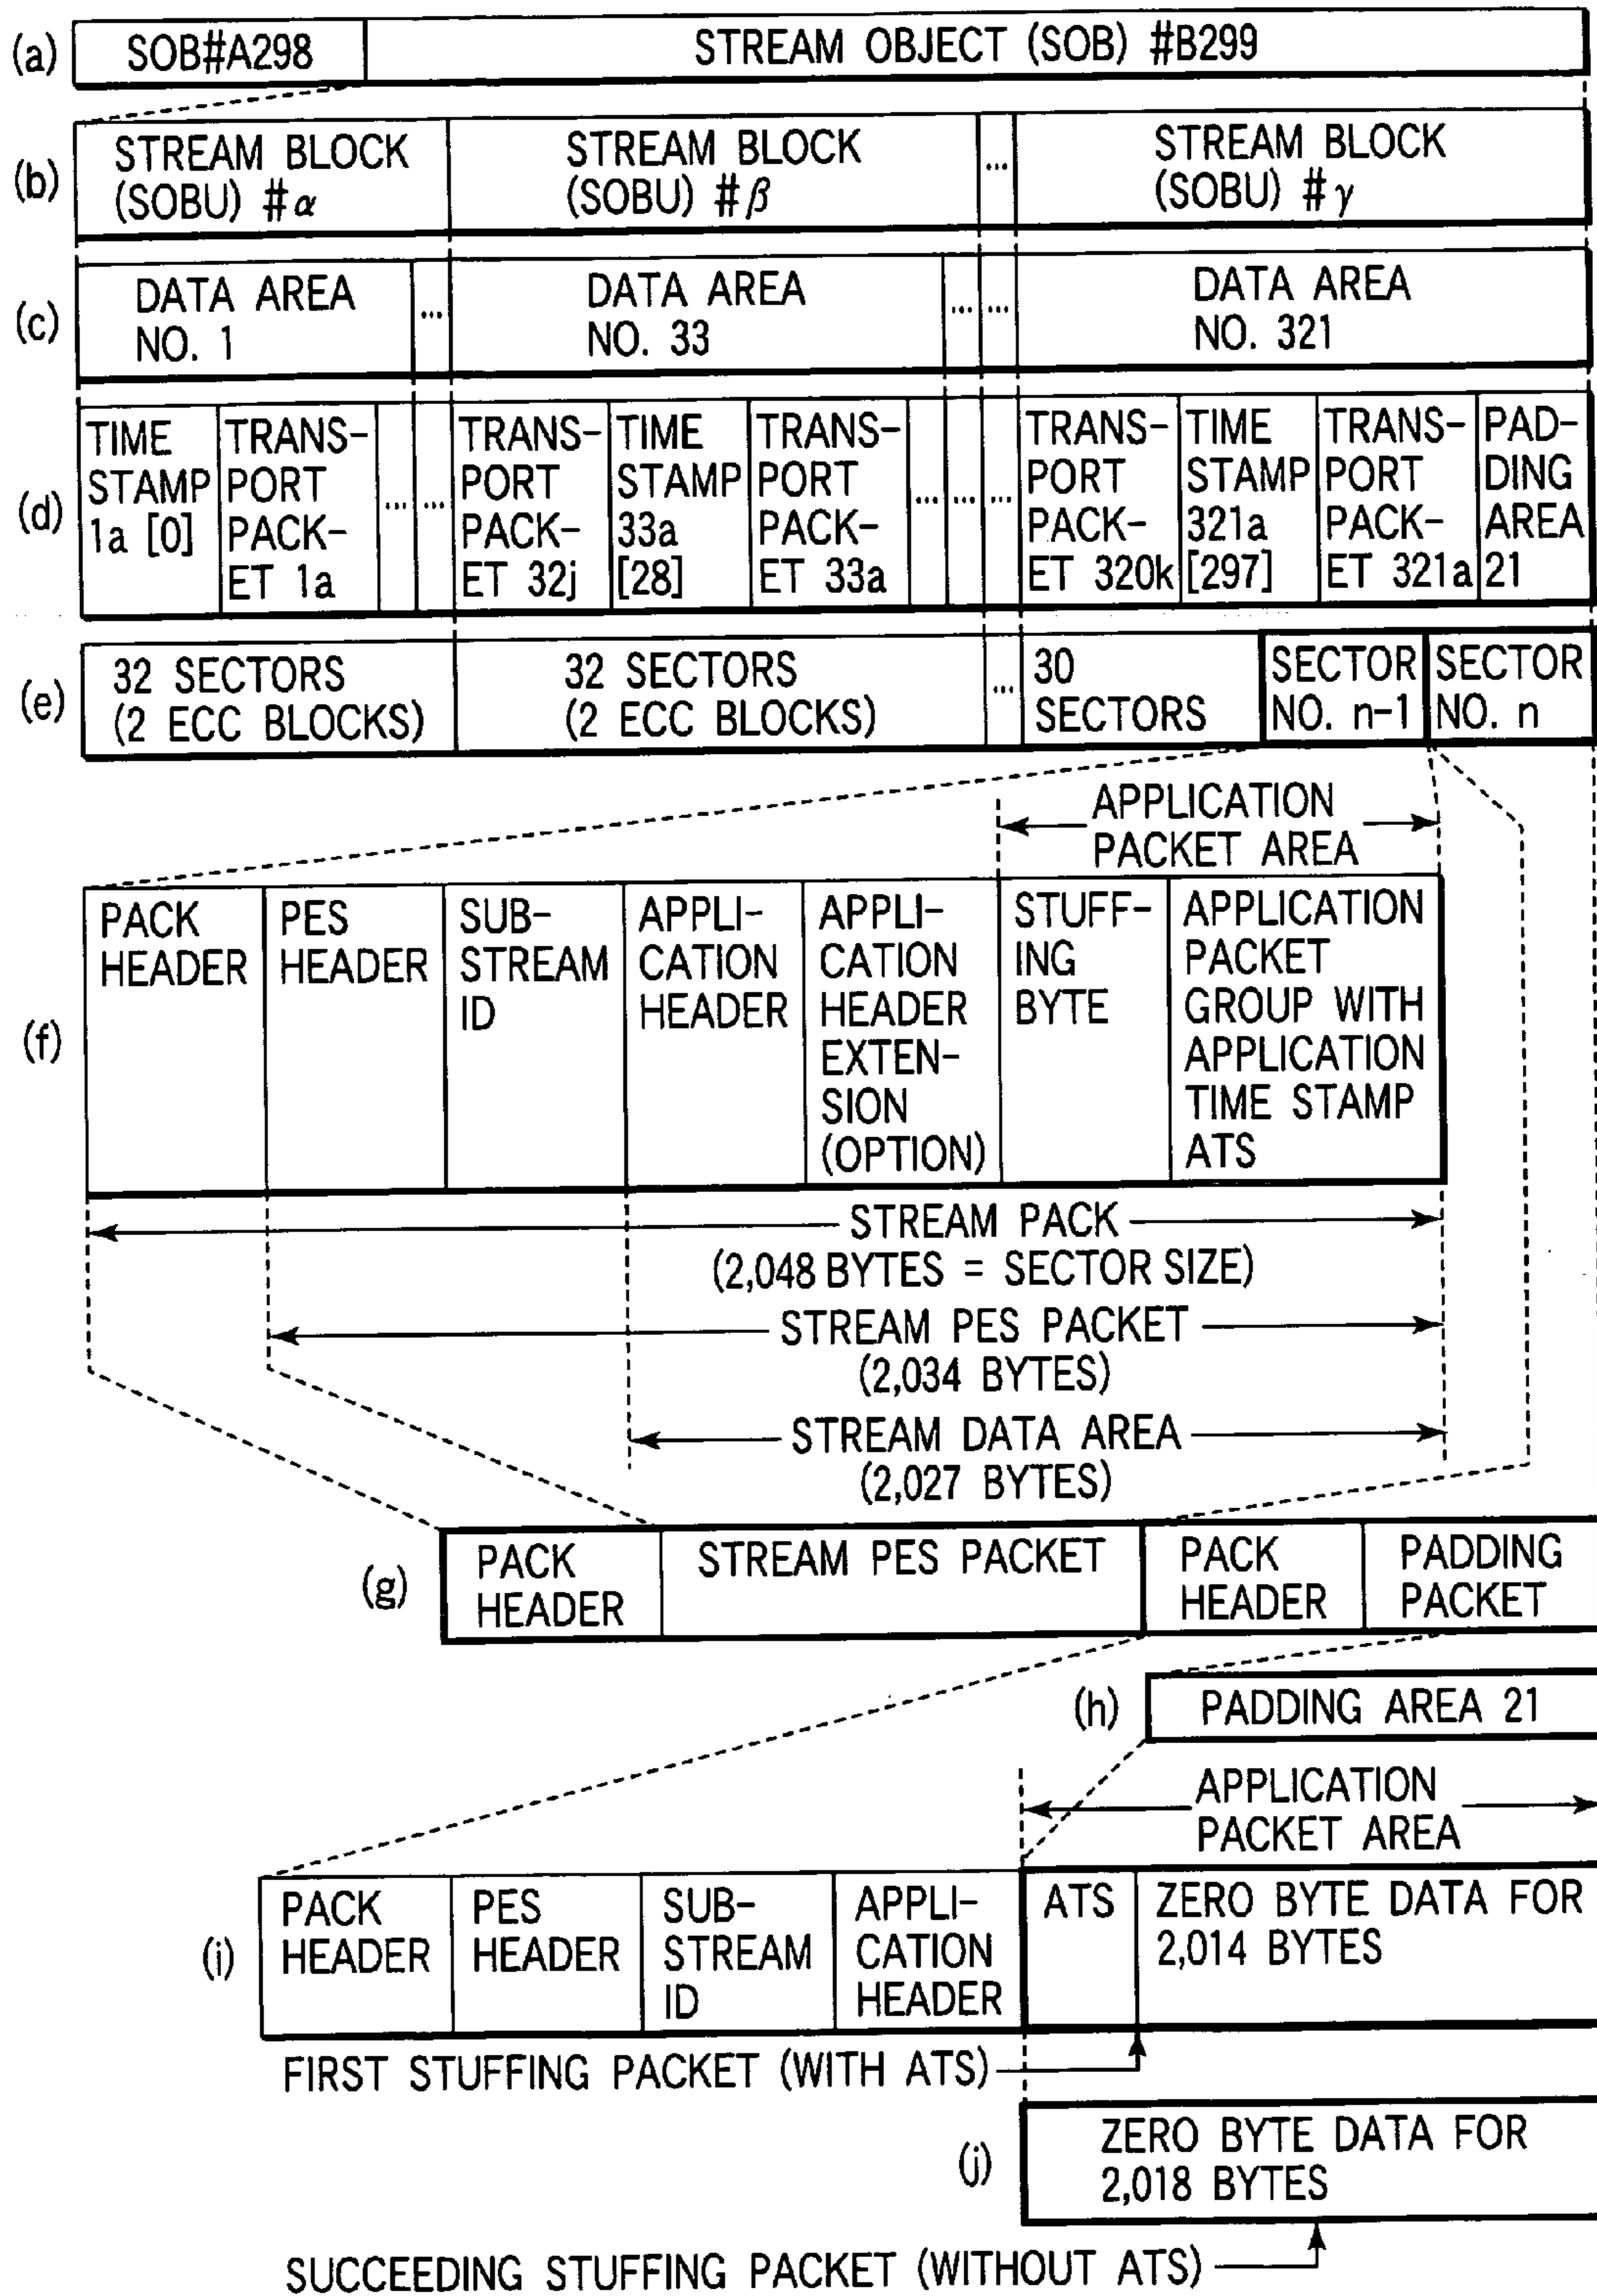 (a)
SOB#A298
STREAM OBJECT (SOB) #B299
(b)
STREAM BLOCK
(SOBU) #α
STREAM BLOCK
(SOBU) #β
...
STREAM BLOCK
(SOBU) #γ
(c)
DATA AREA
NO. 1
...
DATA AREA
NO. 33
...
...
DATA AREA
NO. 321
(d)
TIME
STAMP
1a [0]
TRANS-
PORT
PACK-
ET 1a
...
...
TRANS-
PORT
PACK-
ET 32j
TIME
STAMP
33a
[28]
TRANS-
PORT
PACK-
ET 33a
...
...
...
TRANS-
PORT
PACK-
ET 320k
TIME
STAMP
321a
[297]
TRANS-
PORT
PACK-
ET 321a
PAD-
DING
AREA
21
(e)
32 SECTORS
(2 ECC BLOCKS)
32 SECTORS
(2 ECC BLOCKS)
...
30
SECTORS
SECTOR
NO. n-1
SECTOR
NO. n
APPLICATION
PACKET AREA
(f)
PACK
HEADER
PES
HEADER
SUB-
STREAM
ID
APPLI-
CATION
HEADER
APPLI-
CATION
HEADER
EXTEN-
SION
(OPTION)
STUFF-
ING
BYTE
APPLICATION
PACKET
GROUP WITH
APPLICATION
TIME STAMP
ATS
STREAM PACK
(2,048 BYTES = SECTOR SIZE)
STREAM PES PACKET
(2,034 BYTES)
STREAM DATA AREA
(2,027 BYTES)
(g)
PACK
HEADER
STREAM PES PACKET
PACK
HEADER
PADDING
PACKET
(h)
PADDING AREA 21
APPLICATION
PACKET AREA
(i)
PACK
HEADER
PES
HEADER
SUB-
STREAM
ID
APPLI-
CATION
HEADER
ATS
ZERO BYTE DATA FOR
2,014 BYTES
FIRST STUFFING PACKET (WITH ATS)
(j)
ZERO BYTE DATA FOR
2,018 BYTES
SUCCEEDING STUFFING PACKET (WITHOUT ATS)